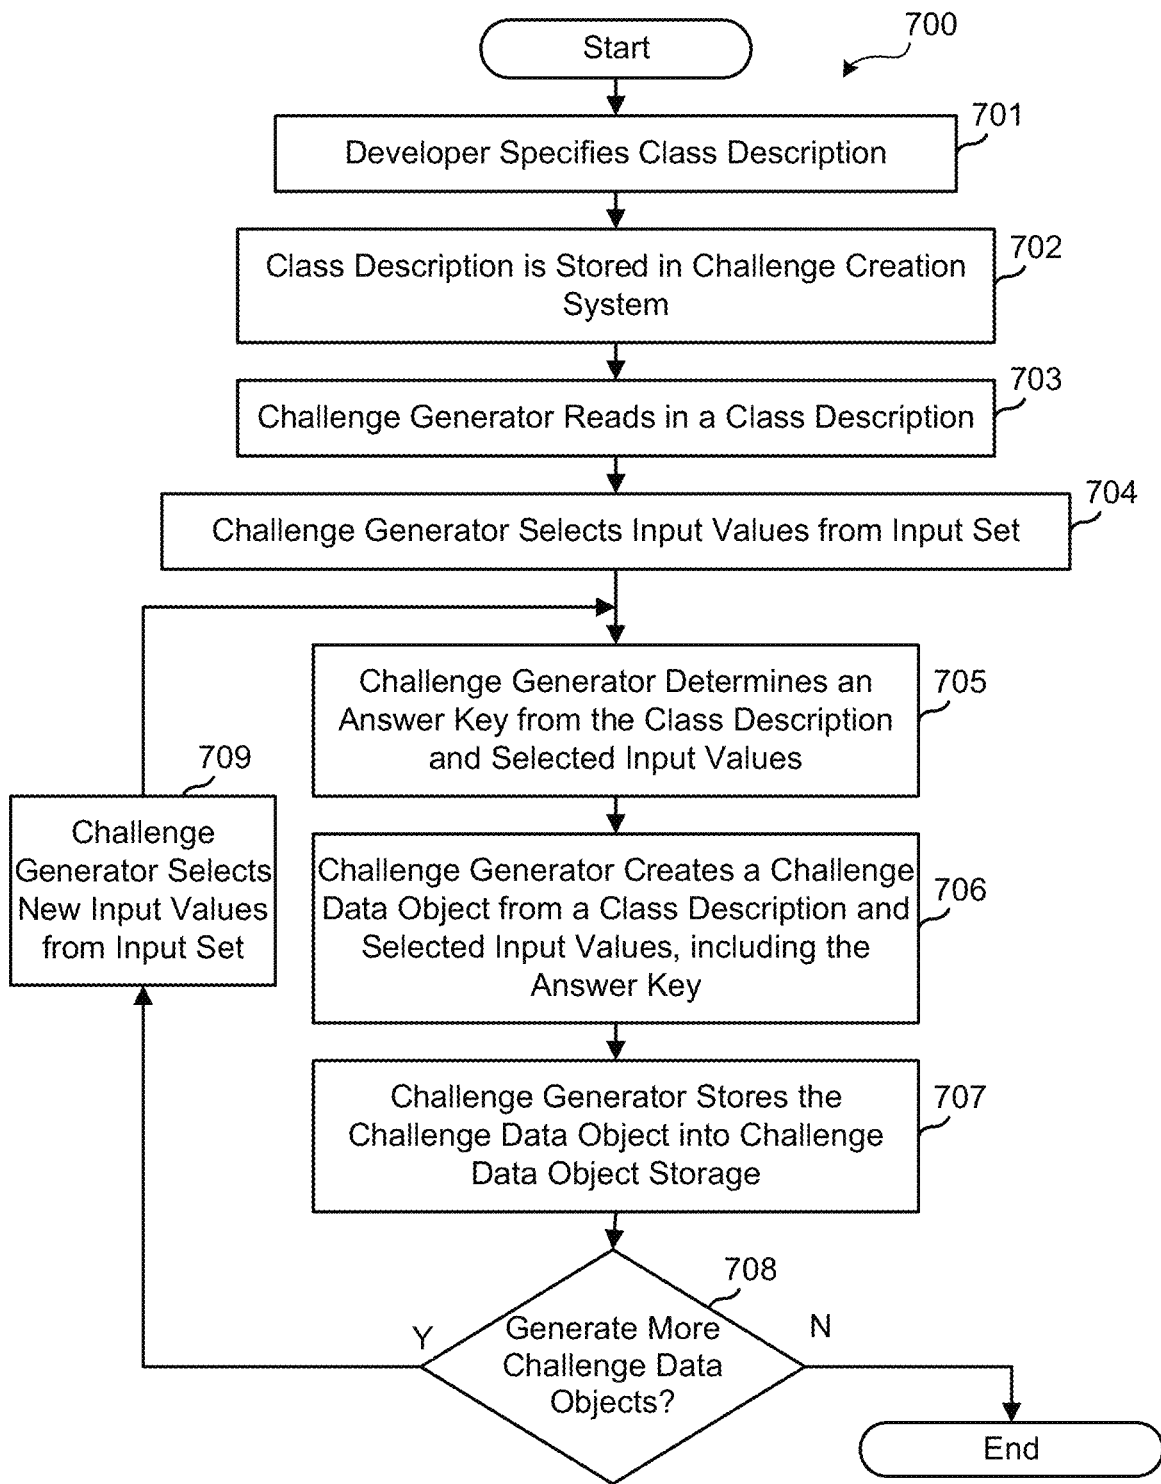 Start
700
701
Developer Specifies Class Description
702
Class Description is Stored in Challenge Creation
System
703
Challenge Generator Reads in a Class Description
704
Challenge Generator Selects Input Values from Input Set
705
Challenge Generator Determines an
Answer Key from the Class Description
and Selected Input Values
709
Challenge
Generator Selects
New Input Values
from Input Set
706
Challenge Generator Creates a Challenge
Data Object from a Class Description and
Selected Input Values, including the
Answer Key
707
Challenge Generator Stores the
Challenge Data Object into Challenge
Data Object Storage
708
Y
N
Generate More
Challenge Data
Objects?
End